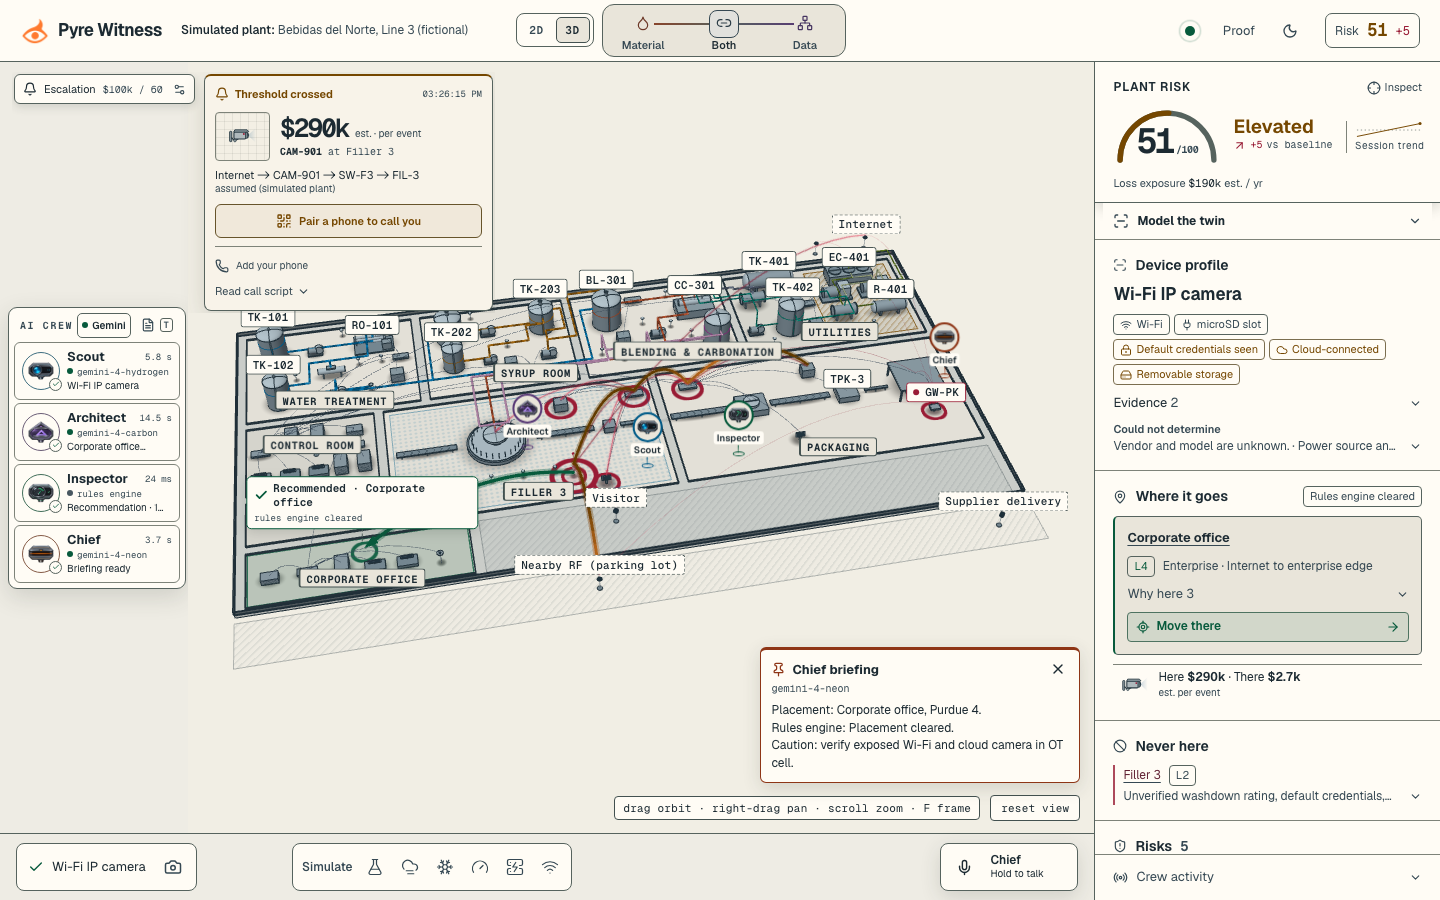 Pyre Witness
Simulated plant: Bebidas del Norte, Line 3 (fictional)
2D 3D
Material Both Data
Proof
Risk 51 +5
Escalation $100k / 60
Threshold crossed 03:26:15 PM
$290k est. · per event
CAM-901 at Filler 3
Internet → CAM-901 → SW-F3 → FIL-3
assumed (simulated plant)
Pair a phone to call you
Add your phone
Read call script
AI CREW Gemini T
Scout 5.8 s
gemini-4-hydrogen
Wi-Fi IP camera
Architect 14.5 s
gemini-4-carbon
Corporate office...
Inspector 24 ms
rules engine
Recommendation · 1...
Chief 3.7 s
gemini-4-neon
Briefing ready
Internet
TK-401
EC-401
BL-301
TK-203
CC-301
TK-402
R-401
TK-101
RO-101
TK-202
UTILITIES
BLENDING & CARBONATION
Chief
TK-102
SYRUP ROOM
TPK-3
GW-PK
WATER TREATMENT
Architect
Inspector
Scout
CONTROL ROOM
PACKAGING
Recommended · Corporate
office
rules engine cleared
FILLER 3
Visitor
Supplier delivery
Nearby RF (parking lot)
CORPORATE OFFICE
Chief briefing
gemini-4-neon
Placement: Corporate office, Purdue 4.
Rules engine: Placement cleared.
Caution: verify exposed Wi-Fi and cloud camera in OT
cell.
drag orbit · right-drag pan · scroll zoom · F frame
reset view
Wi-Fi IP camera
Simulate
Chief
Hold to talk
PLANT RISK
Inspect
51/100
Elevated
+5 vs baseline
Session trend
Loss exposure $190k est. / yr
Model the twin
Device profile
Wi-Fi IP camera
Wi-Fi
microSD slot
Default credentials seen
Cloud-connected
Removable storage
Evidence 2
Could not determine
Vendor and model are unknown. · Power source an...
Where it goes
Rules engine cleared
Corporate office
L4 Enterprise · Internet to enterprise edge
Why here 3
Move there
Here $290k · There $2.7k
est. per event
Never here
Filler 3 L2
Unverified washdown rating, default credentials,...
Risks 5
Crew activity